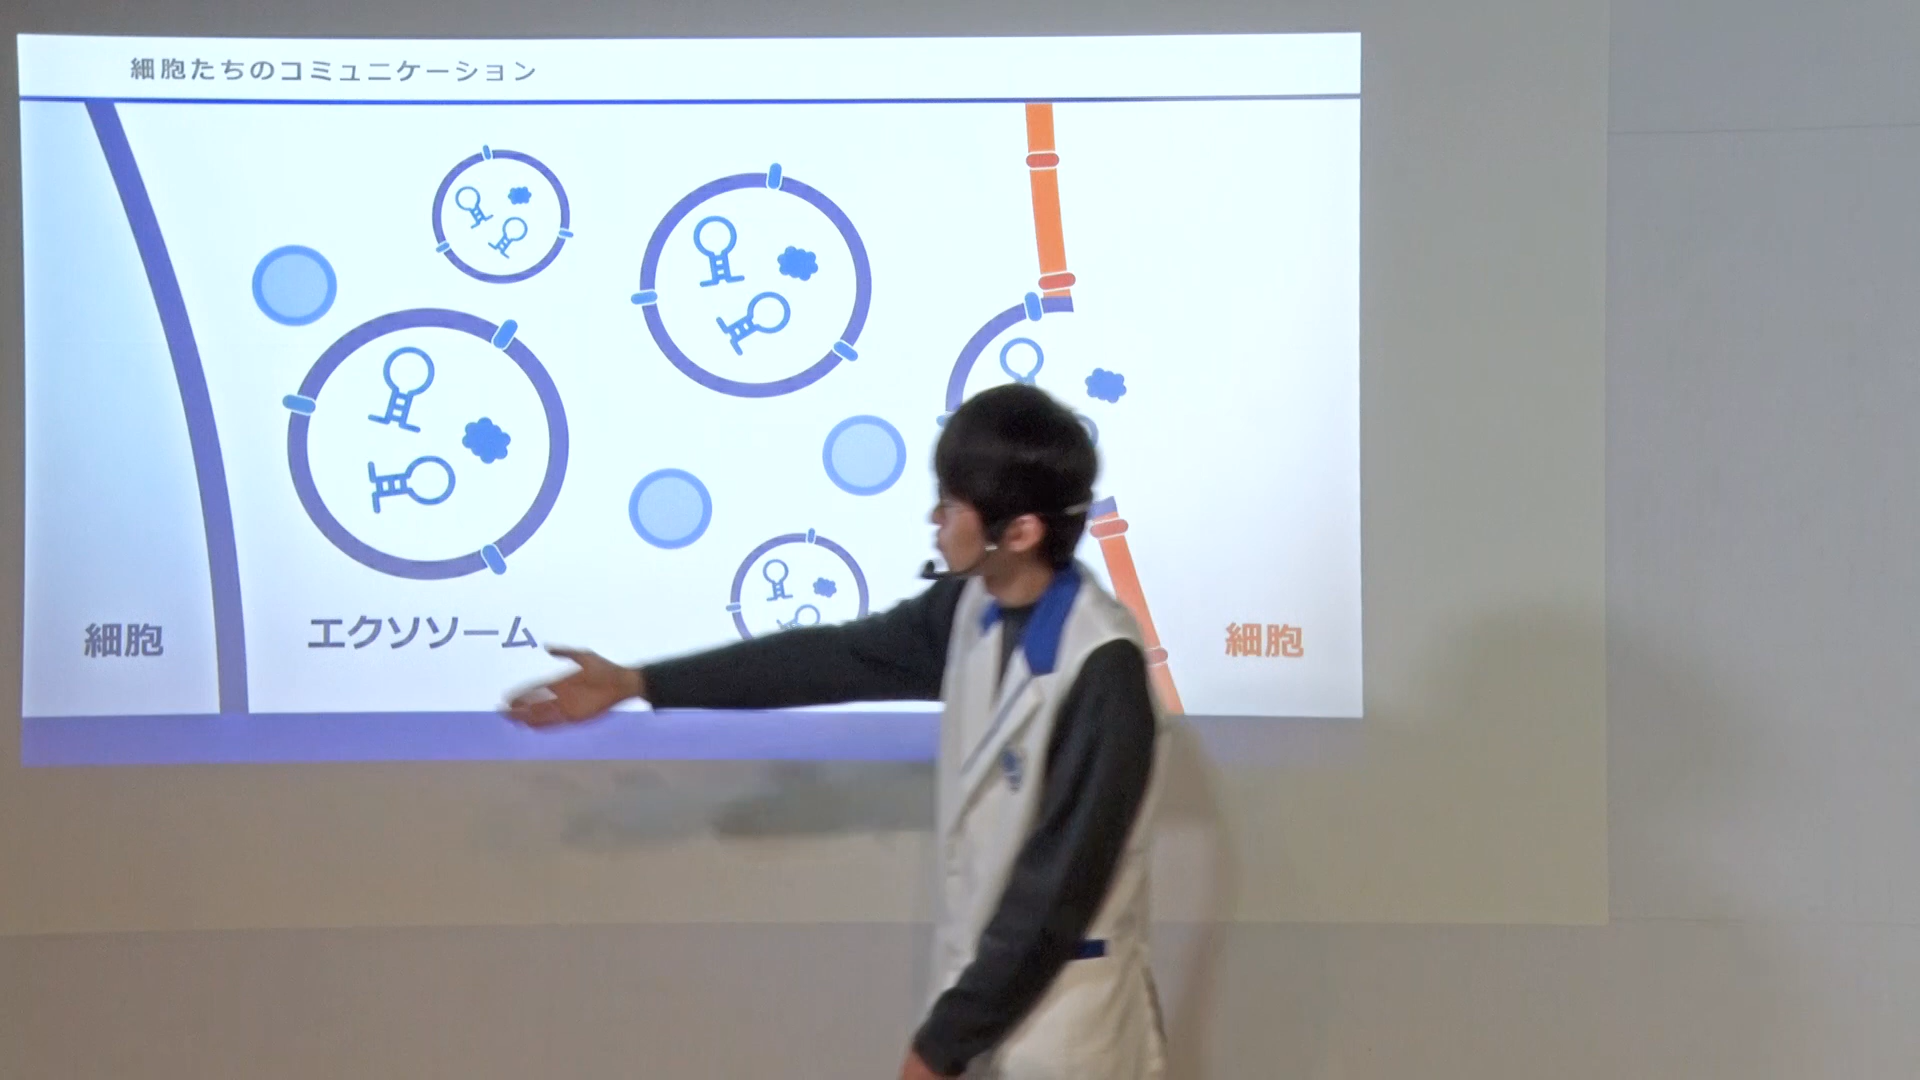 細胞たちのコミュニケーション
細胞
エクソソーム
細胞